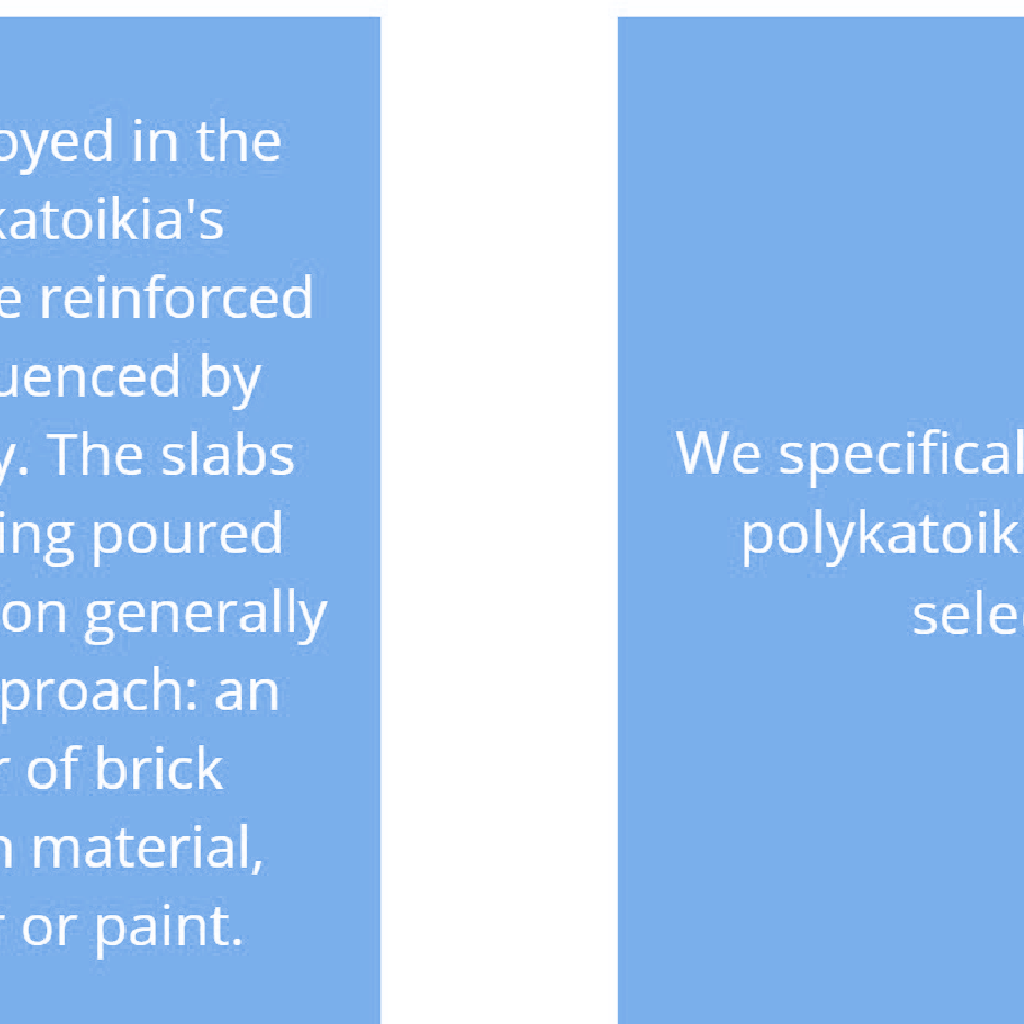 oyed in the
katoikia's
e reinforced
uenced by
y. The slabs
ing poured
on generally
proach: an
r of brick
n material,
r or paint.
We specifical
polykatoik
sele